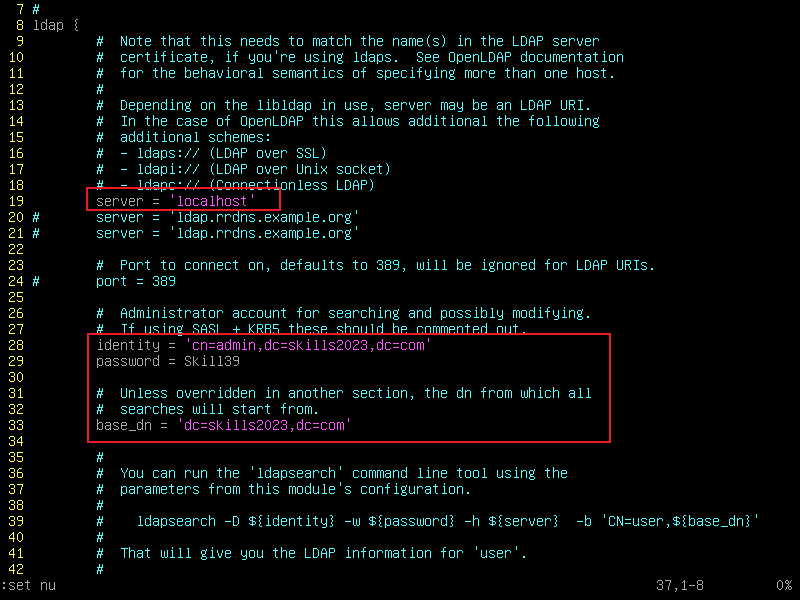 7 #
8 ldap {
9         #  Note that this needs to match the name(s) in the LDAP server
10         #  certificate, if you're using ldaps.  See OpenLDAP documentation
11         #  for the behavioral semantics of specifying more than one host.
12         #
13         #  Depending on the libldap in use, server may be an LDAP URI.
14         #  In the case of OpenLDAP this allows additional the following
15         #  additional schemes:
16         #  - ldaps:// (LDAP over SSL)
17         #  - ldapi:// (LDAP over Unix socket)
18         #  - ldapc:// (Connectionless LDAP)
19         server = 'localhost'
20 #       server = 'ldap.rrdns.example.org'
21 #       server = 'ldap.rrdns.example.org'
22
23         #  Port to connect on, defaults to 389, will be ignored for LDAP URIs.
24 #       port = 389
25
26         #  Administrator account for searching and possibly modifying.
27         #  If using SASL + KRB5 these should be commented out.
28         identity = 'cn=admin,dc=skills2023,dc=com'
29         password = Skill39
30
31         #  Unless overridden in another section, the dn from which all
32         #  searches will start from.
33         base_dn = 'dc=skills2023,dc=com'
34
35         #
36         #  You can run the 'ldapsearch' command line tool using the
37         #  parameters from this module's configuration.
38         #
39         #    ldapsearch -D ${identity} -w ${password} -h ${server}  -b 'CN=user,${base_dn}'
40         #
41         #  That will give you the LDAP information for 'user'.
42         #
:set nu 37,1-8 0%